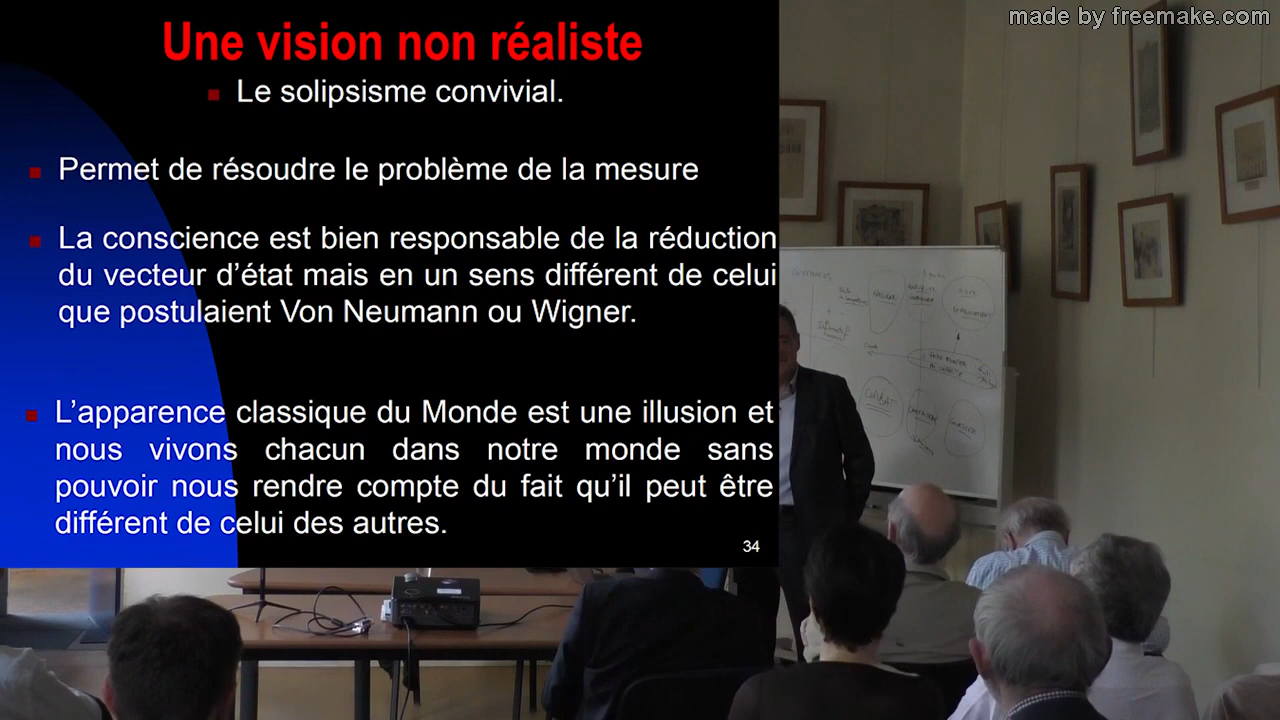 made by freemake.com
Une vision non réaliste
Le solipsisme convivial.
Permet de résoudre le problème de la mesure
La conscience est bien responsable de la réduction
du vecteur d'état mais en un sens différent de celui
que postulaient Von Neumann ou Wigner.
L'apparence classique du Monde est une illusion et
nous vivons chacun dans notre monde sans
pouvoir nous rendre compte du fait qu'il peut être
différent de celui des autres.
34
COMBAT